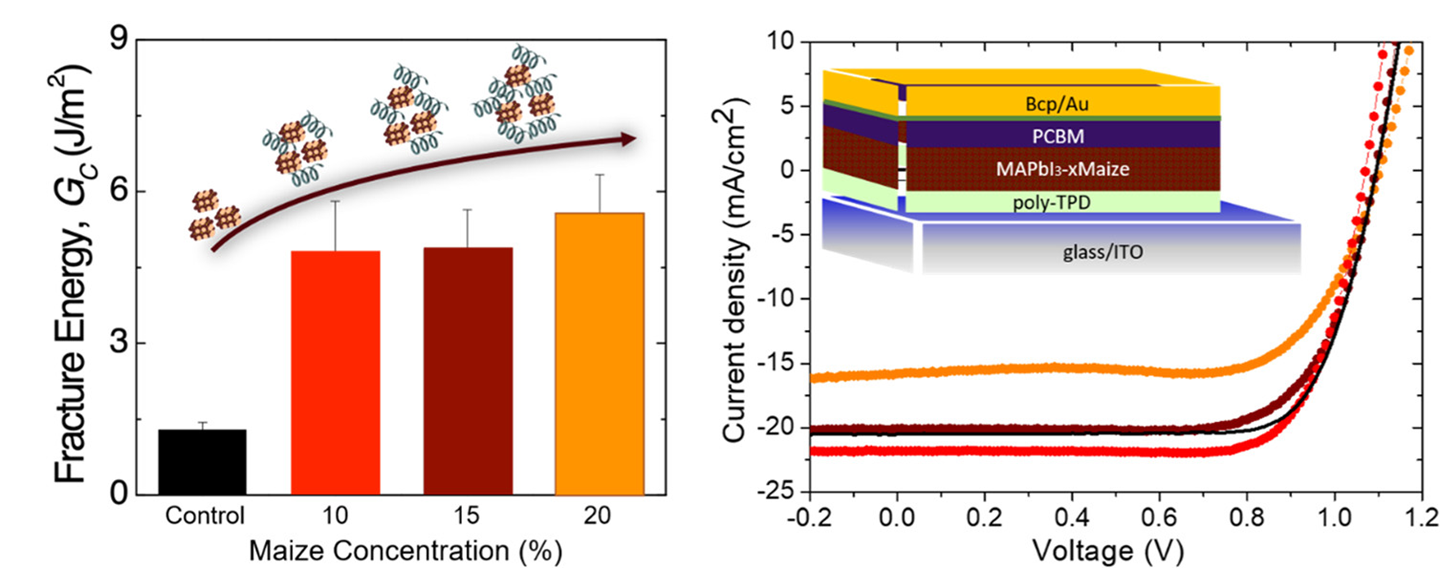 Fracture Energy, G_C (J/m²)
9
6
3
0
Control 10 15 20
Maize Concentration (%)
Current density (mA/cm²)
10
5
0
-5
-10
-15
-20
-25
-0.2 0.0 0.2 0.4 0.6 0.8 1.0 1.2
Voltage (V)
Bcp/Au
PCBM
MAPbI₃-xMaize
poly-TPD
glass/ITO